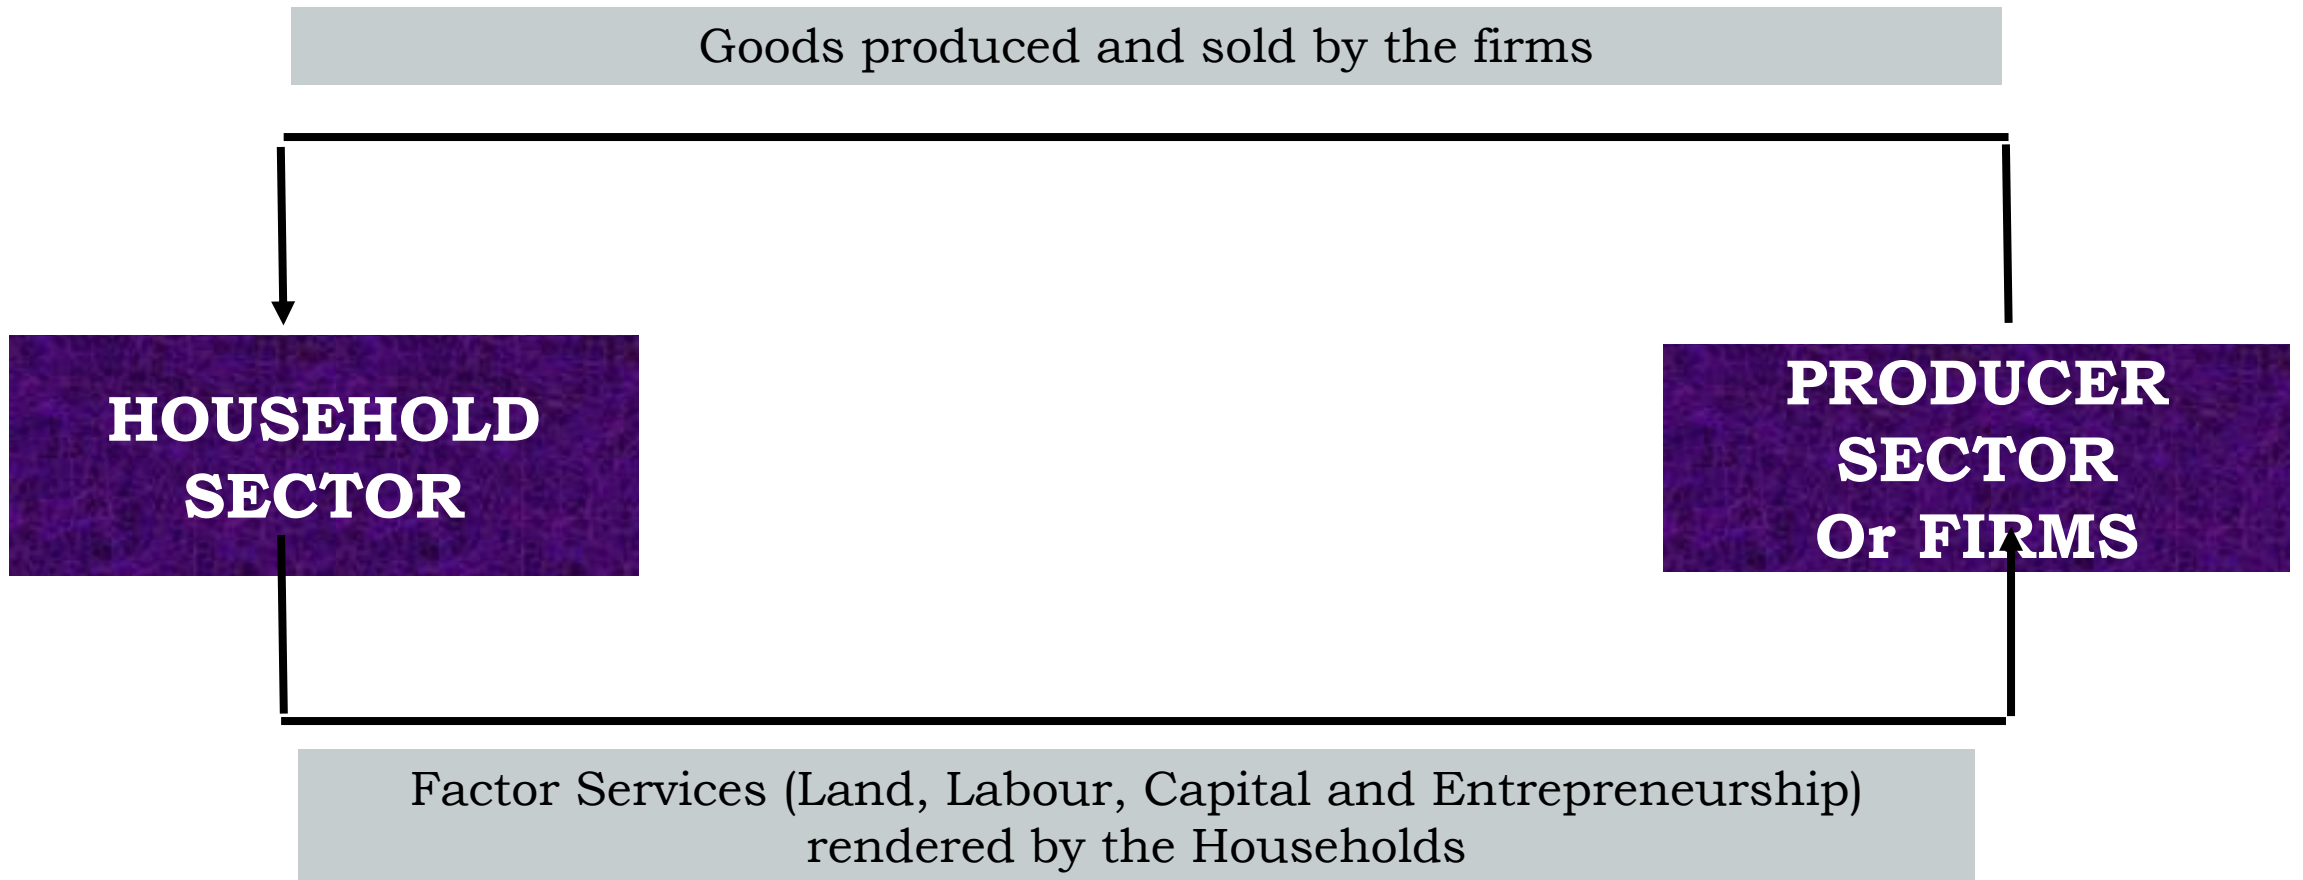 Goods produced and sold by the firms
HOUSEHOLD
SECTOR
PRODUCER
SECTOR
Or FIRMS
Factor Services (Land, Labour, Capital and Entrepreneurship)
rendered by the Households